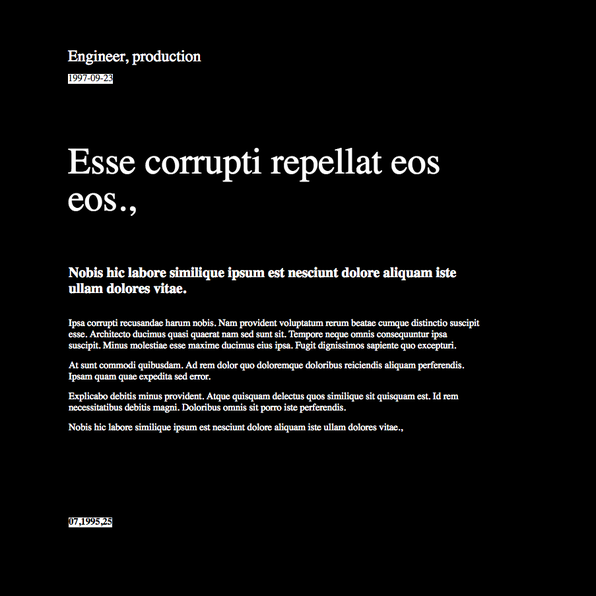 Engineer, production
1997-09-23
Esse corrupti repellat eos
eos.,
Nobis hic labore similique ipsum est nesciunt dolore aliquam iste
ullam dolores vitae.
Ipsa corrupti recusandae harum nobis. Nam provident voluptatum rerum beatae cumque distinctio suscipit
esse. Architecto ducimus quasi quaerat nam sed sunt sit. Tempore neque omnis consequuntur ipsa
suscipit. Minus molestiae esse maxime ducimus eius ipsa. Fugit dignissimos sapiente quo excepturi.
At sunt commodi quibusdam. Ad rem dolor quo doloremque doloribus reiciendis aliquam perferendis.
Ipsam quam quae expedita sed error.
Explicabo debitis minus provident. Atque quisquam delectus quos similique sit quisquam est. Id rem
necessitatibus debitis magni. Doloribus omnis sit porro iste perferendis.
Nobis hic labore similique ipsum est nesciunt dolore aliquam iste ullam dolores vitae.,
07,1995,25